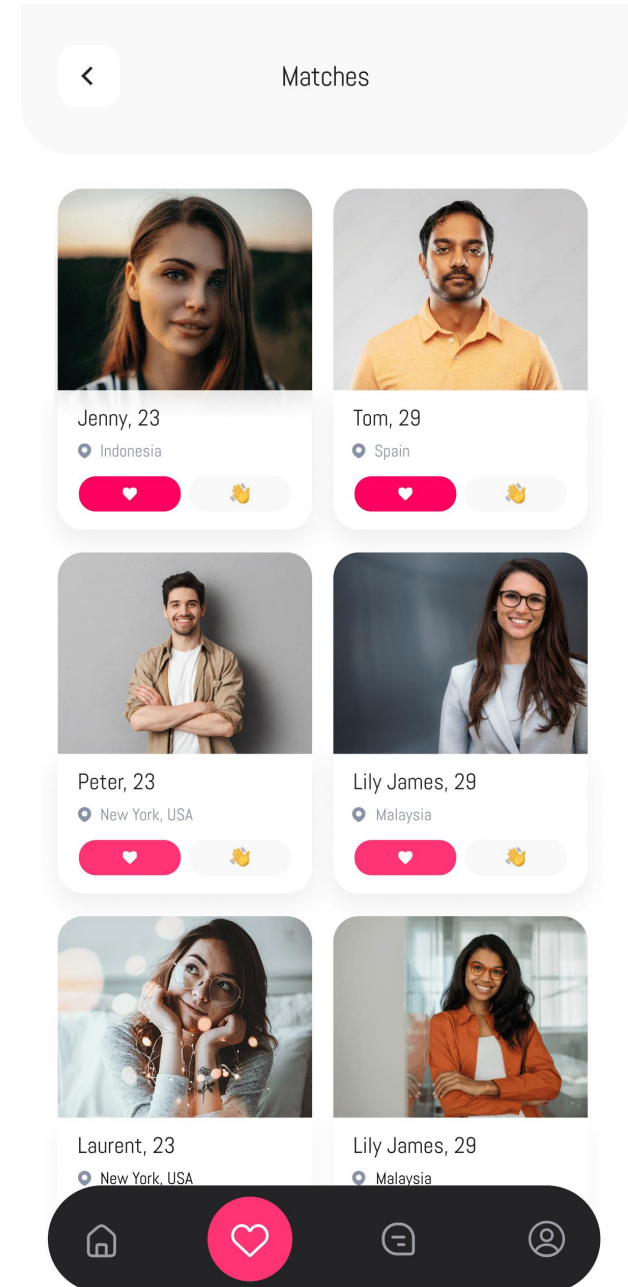 Matches
Jenny, 23
Indonesia
Tom, 29
Spain
Peter, 23
New York, USA
Lily James, 29
Malaysia
Laurent, 23
New York, USA
Lily James, 29
Malaysia